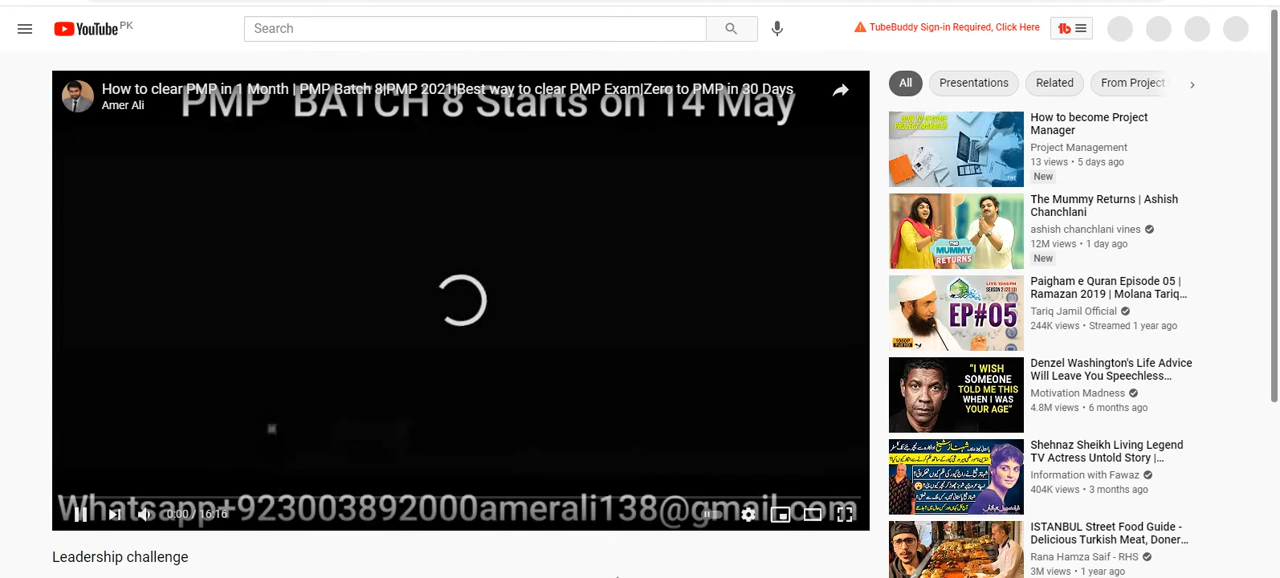 YouTube PK
Search
TubeBuddy Sign-in Required, Click Here
tb
How to clear PMP in 1 Month | PMP Batch 8|PMP 2021|Best way to clear PMP Exam|Zero to PMP in 30 Days
Amer Ali
PMP BATCH 8 Starts on 14 May
Whatsapp+923003892000amerali138@gmail.com
0:00 / 16:16
Leadership challenge
All
Presentations
Related
From Project
How to become Project
Manager
Project Management
13 views • 5 days ago
New
THE
MUMMY
RETURNS
The Mummy Returns | Ashish
Chanchlani
ashish chanchlani vines
12M views • 1 day ago
New
EP#05
Paigham e Quran Episode 05 |
Ramazan 2019 | Molana Tariq...
Tariq Jamil Official
244K views • Streamed 1 year ago
"I WISH
SOMEONE
TOLD ME THIS
WHEN I WAS
YOUR AGE"
Denzel Washington's Life Advice
Will Leave You Speechless...
Motivation Madness
4.8M views • 6 months ago
Shehnaz Sheikh Living Legend
TV Actress Untold Story |...
Information with Fawaz
404K views • 3 months ago
ISTANBUL Street Food Guide -
Delicious Turkish Meat, Doner...
Rana Hamza Saif - RHS
3M views • 1 year ago